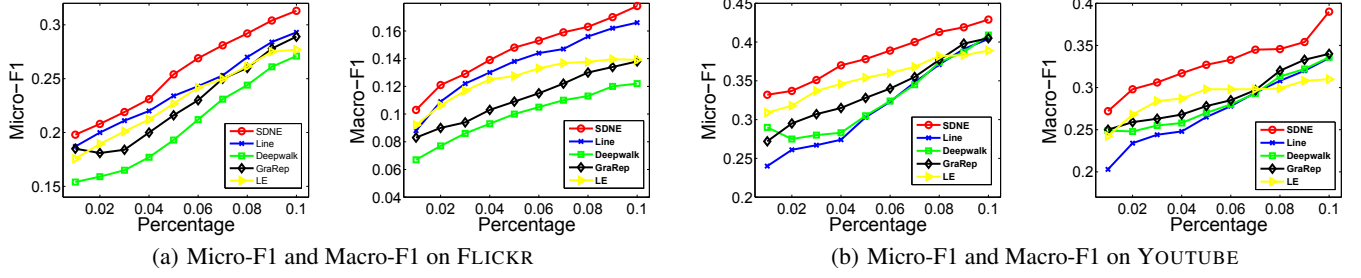 0.3
0.25
0.2
0.15
Micro−F1
0.02 0.04 0.06 0.08 0.1
Percentage
SDNE
Line
Deepwalk
GraRep
LE
0.16
0.14
0.12
0.1
0.08
0.06
0.04
Macro−F1
0.02 0.04 0.06 0.08 0.1
Percentage
SDNE
Line
Deepwalk
GraRep
LE
(a) Micro-F1 and Macro-F1 on FLICKR
0.45
0.4
0.35
0.3
0.25
0.2
Micro−F1
0.02 0.04 0.06 0.08 0.1
Percentage
SDNE
Line
Deepwalk
GraRep
LE
0.4
0.35
0.3
0.25
0.2
Macro−F1
0.02 0.04 0.06 0.08 0.1
Percentage
SDNE
Line
Deepwalk
GraRep
LE
(b) Micro-F1 and Macro-F1 on YOUTUBE